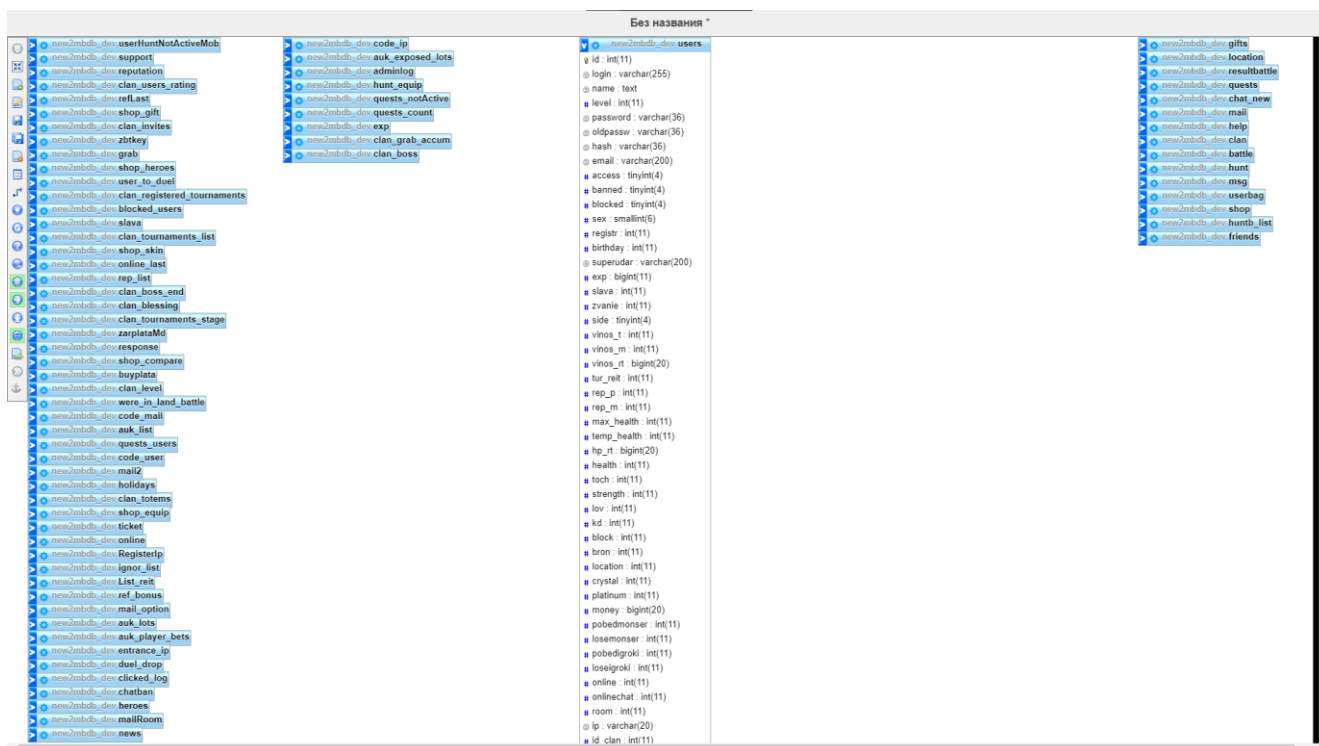 Без названия *
new2mbdb_dev userHuntNotActiveMob
new2mbdb_dev support
new2mbdb_dev reputation
new2mbdb_dev clan_users_rating
new2mbdb_dev refLast
new2mbdb_dev shop_gift
new2mbdb_dev clan_invites
new2mbdb_dev zbtkey
new2mbdb_dev grab
new2mbdb_dev shop_heroes
new2mbdb_dev user_to_duel
new2mbdb_dev clan_registered_tournaments
new2mbdb_dev blocked_users
new2mbdb_dev slava
new2mbdb_dev clan_tournaments_list
new2mbdb_dev shop_skin
new2mbdb_dev online_last
new2mbdb_dev rep_list
new2mbdb_dev clan_boss_end
new2mbdb_dev clan_blessing
new2mbdb_dev clan_tournaments_stage
new2mbdb_dev zarplataMd
new2mbdb_dev response
new2mbdb_dev shop_compare
new2mbdb_dev buyplata
new2mbdb_dev clan_level
new2mbdb_dev were_in_land_battle
new2mbdb_dev code_mail
new2mbdb_dev auk_list
new2mbdb_dev quests_users
new2mbdb_dev code_user
new2mbdb_dev mail2
new2mbdb_dev holidays
new2mbdb_dev clan_totems
new2mbdb_dev shop_equip
new2mbdb_dev ticket
new2mbdb_dev online
new2mbdb_dev RegisterIp
new2mbdb_dev ignor_list
new2mbdb_dev List_reit
new2mbdb_dev ref_bonus
new2mbdb_dev mail_option
new2mbdb_dev auk_lots
new2mbdb_dev auk_player_bets
new2mbdb_dev entrance_ip
new2mbdb_dev duel_drop
new2mbdb_dev clicked_log
new2mbdb_dev chatban
new2mbdb_dev heroes
new2mbdb_dev mailRoom
new2mbdb_dev news
new2mbdb_dev code_ip
new2mbdb_dev auk_exposed_lots
new2mbdb_dev adminlog
new2mbdb_dev hunt_equip
new2mbdb_dev quests_notActive
new2mbdb_dev quests_count
new2mbdb_dev exp
new2mbdb_dev clan_grab_accum
new2mbdb_dev clan_boss
new2mbdb_dev users
id : int(11)
login : varchar(255)
name : text
level : int(11)
password : varchar(36)
oldpassw : varchar(36)
hash : varchar(36)
email : varchar(200)
access : tinyint(4)
banned : tinyint(4)
blocked : tinyint(4)
sex : smallint(6)
registr : int(11)
birthday : int(11)
superudar : varchar(200)
exp : bigint(11)
slava : int(11)
zvanie : int(11)
side : tinyint(4)
vinos_t : int(11)
vinos_m : int(11)
vinos_rt : bigint(20)
tur_reit : int(11)
rep_p : int(11)
rep_m : int(11)
max_health : int(11)
temp_health : int(11)
hp_rt : bigint(20)
health : int(11)
toch : int(11)
strength : int(11)
lov : int(11)
kd : int(11)
block : int(11)
bron : int(11)
location : int(11)
crystal : int(11)
platinum : int(11)
money : bigint(20)
pobedmonser : int(11)
losemonser : int(11)
pobedigroki : int(11)
loseigroki : int(11)
online : int(11)
onlinechat : int(11)
room : int(11)
ip : varchar(20)
id_clan : int(11)
new2mbdb_dev gifts
new2mbdb_dev location
new2mbdb_dev resultbattle
new2mbdb_dev quests
new2mbdb_dev chat_new
new2mbdb_dev mail
new2mbdb_dev help
new2mbdb_dev clan
new2mbdb_dev battle
new2mbdb_dev hunt
new2mbdb_dev msg
new2mbdb_dev userbag
new2mbdb_dev shop
new2mbdb_dev huntb_list
new2mbdb_dev friends